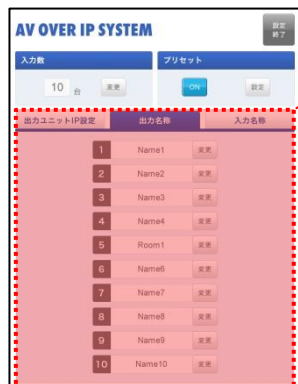 AV OVER IP SYSTEM
設定
終了
入力数
プリセット
10 台 変更
ON 設定
出力ユニットIP設定 出力名称 入力名称
1 Name1 変更
2 Name2 変更
3 Name3 変更
4 Name4 変更
5 Room1 変更
6 Name6 変更
7 Name7 変更
8 Name8 変更
9 Name9 変更
10 Name10 変更